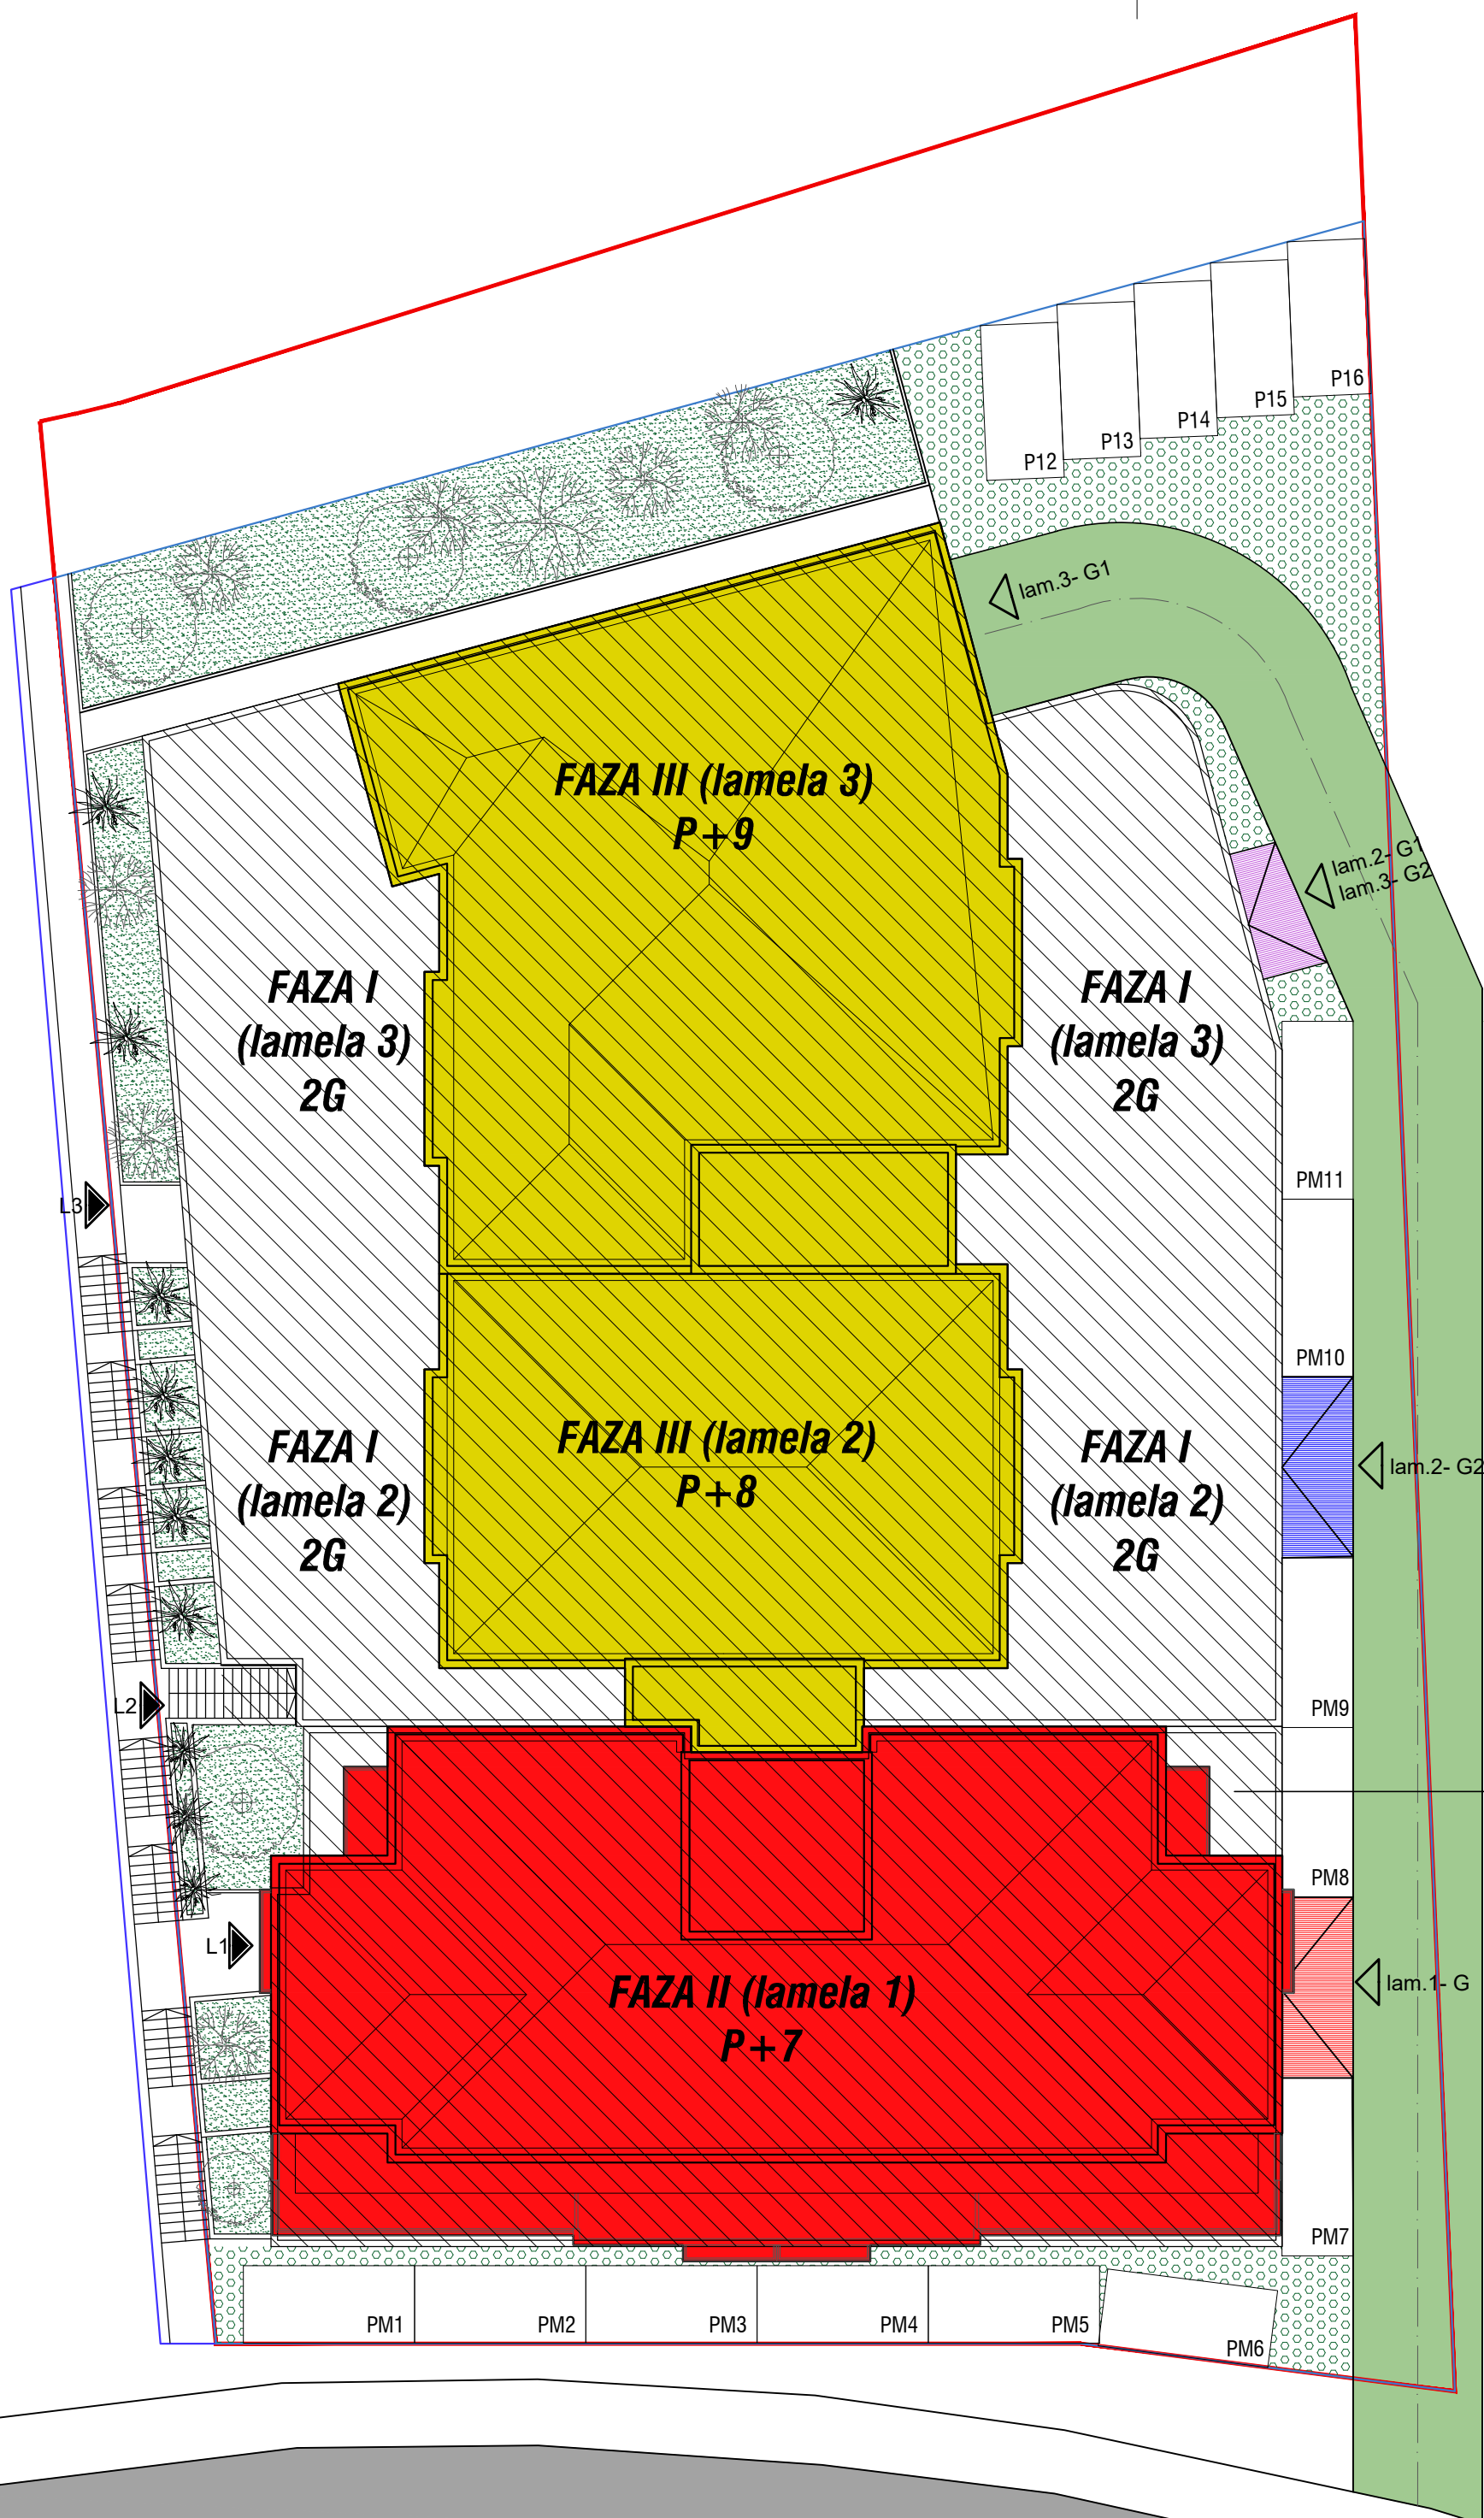 P16
P15
P14
P13
P12
lam.3- G1
FAZA III (lamela 3)
P+9
lam.2- G1
lam.3- G2
FAZA I
(lamela 3)
2G
FAZA I
(lamela 3)
2G
PM11
L3
PM10
FAZA I
(lamela 2)
2G
FAZA III (lamela 2)
P+8
FAZA I
(lamela 2)
2G
lam.2- G2
L2
PM9
PM8
L1
FAZA II (lamela 1)
P+7
lam.1- G
PM7
PM1
PM2
PM3
PM4
PM5
PM6